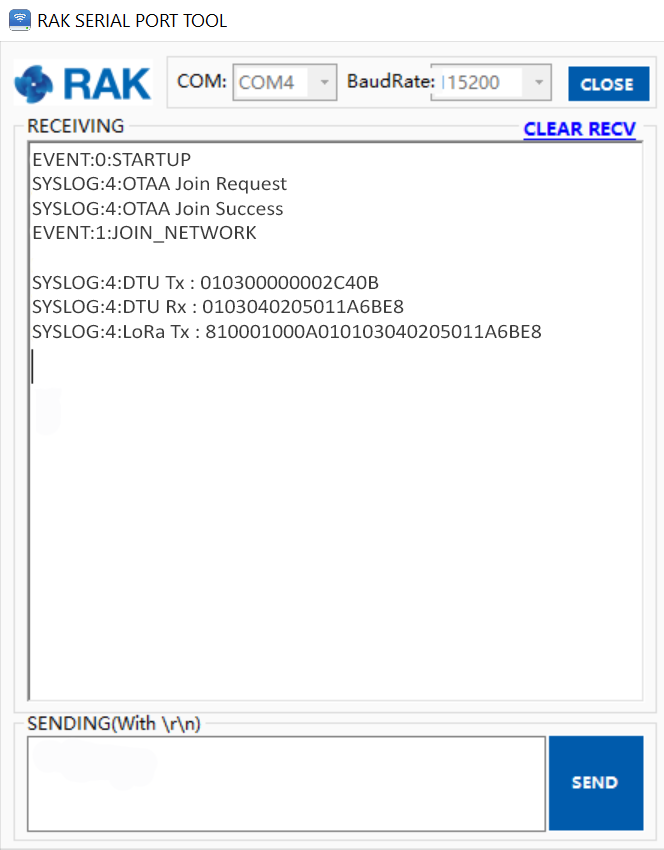 RAK SERIAL PORT TOOL
RAK COM: COM4 BaudRate: 115200 CLOSE
RECEIVING CLEAR RECV
EVENT:0:STARTUP
SYSLOG:4:OTAA Join Request
SYSLOG:4:OTAA Join Success
EVENT:1:JOIN_NETWORK
SYSLOG:4:DTU Tx : 010300000002C40B
SYSLOG:4:DTU Rx : 0103040205011A6BE8
SYSLOG:4:LoRa Tx : 810001000A010103040205011A6BE8
SENDING(With \r\n)
SEND